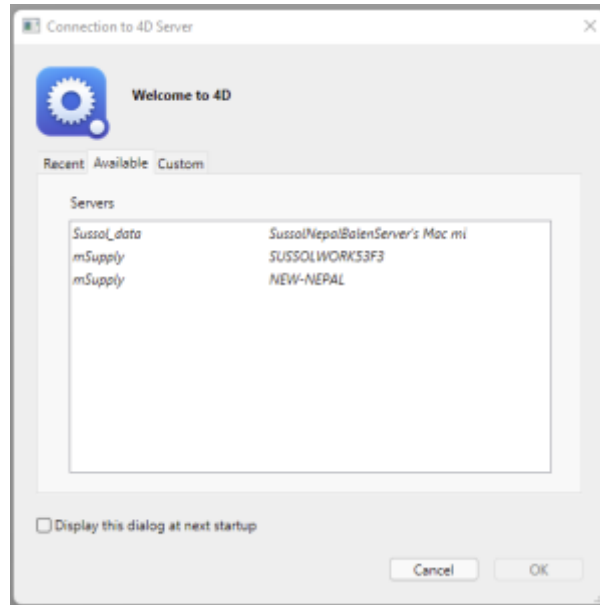 Connection to 4D Server
Welcome to 4D
Recent Available Custom
Servers
Sussol_data SussolNepalBalenServer's Mac mi
mSupply SUSSOLWORK53F3
mSupply NEW-NEPAL
Display this dialog at next startup
Cancel OK